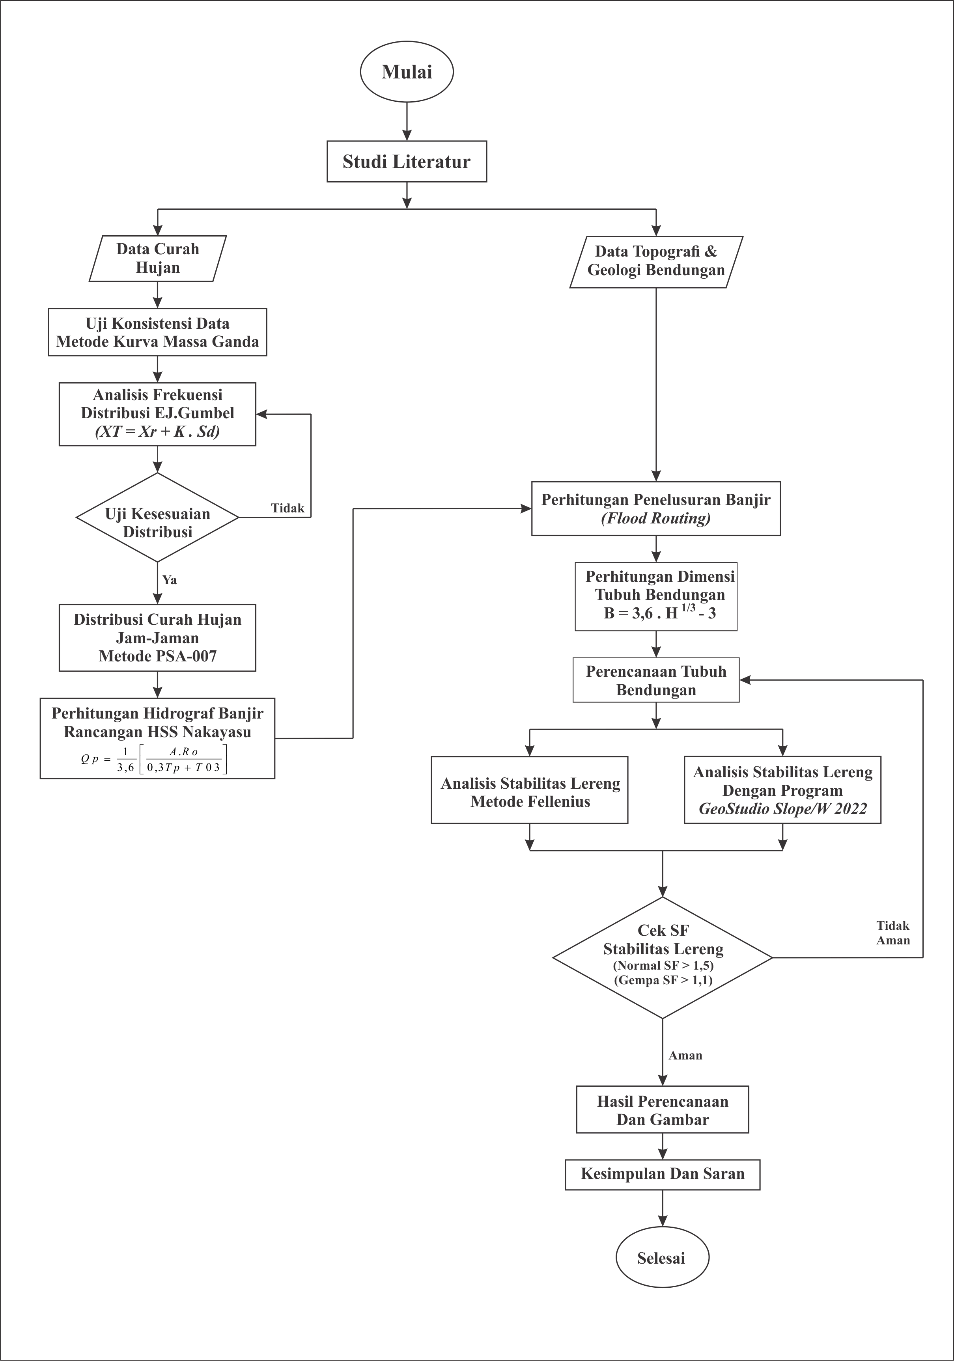 Mulai
Studi Literatur
Data Curah
Hujan
Data Topografi &
Geologi Bendungan
Uji Konsistensi Data
Metode Kurva Massa Ganda
Analisis Frekuensi
Distribusi EJ.Gumbel
(XT = Xr + K . Sd)
Uji Kesesuaian
Distribusi
Tidak
Ya
Distribusi Curah Hujan
Jam-Jaman
Metode PSA-007
Perhitungan Hidrograf Banjir
Rancangan HSS Nakayasu
Qp = 1/3,6 [A.Ro / 0,3Tp + T03]
Perhitungan Penelusuran Banjir
(Flood Routing)
Perhitungan Dimensi
Tubuh Bendungan
B = 3,6 . H 1/3 - 3
Perencanaan Tubuh
Bendungan
Analisis Stabilitas Lereng
Metode Fellenius
Analisis Stabilitas Lereng
Dengan Program
GeoStudio Slope/W 2022
Cek SF
Stabilitas Lereng
(Normal SF > 1,5)
(Gempa SF > 1,1)
Tidak
Aman
Aman
Hasil Perencanaan
Dan Gambar
Kesimpulan Dan Saran
Selesai